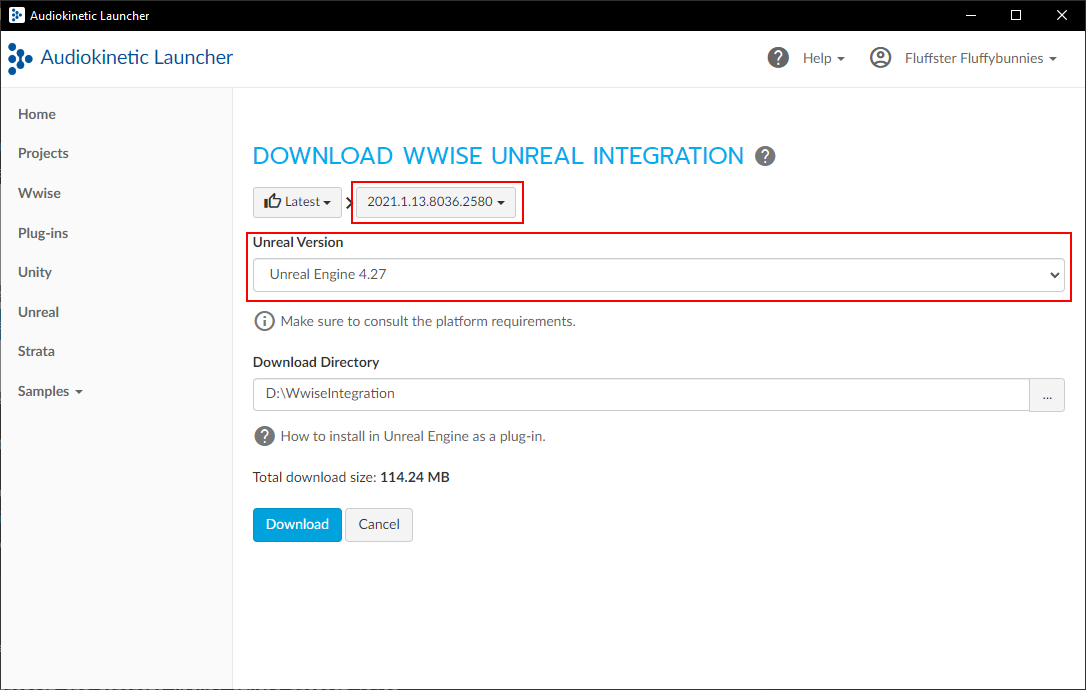 Audiokinetic Launcher
Audiokinetic Launcher
Help
Fluffster Fluffybunnies
Home
Projects
Wwise
Plug-ins
Unity
Unreal
Strata
Samples
DOWNLOAD WWISE UNREAL INTEGRATION
Latest
2021.1.13.8036.2580
Unreal Version
Unreal Engine 4.27
Make sure to consult the platform requirements.
Download Directory
D:\WwiseIntegration
...
How to install in Unreal Engine as a plug-in.
Total download size: 114.24 MB
Download
Cancel